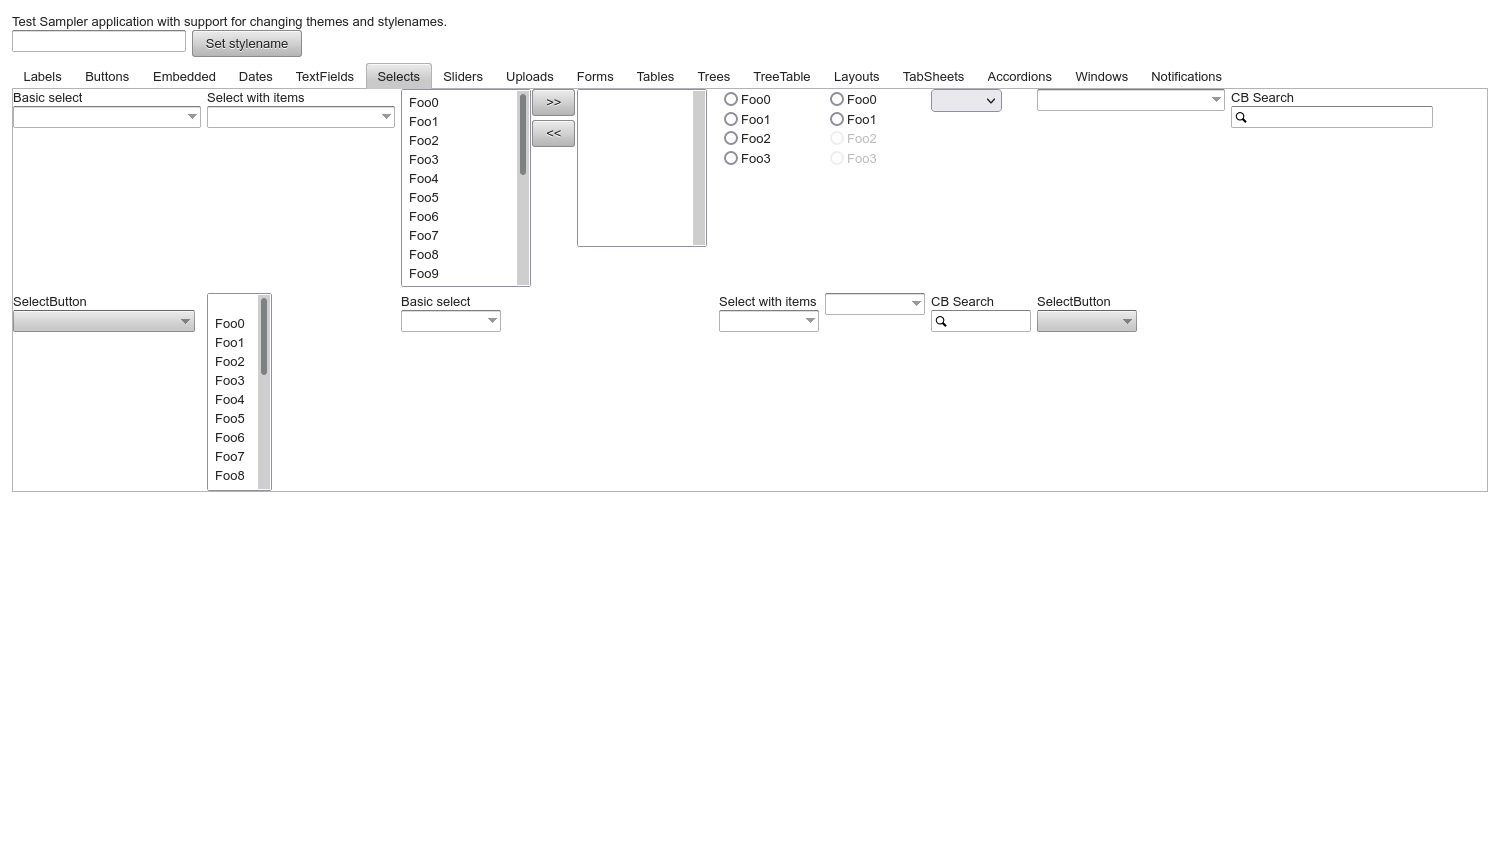 Test Sampler application with support for changing themes and stylenames.
Set stylename
Labels Buttons Embedded Dates TextFields Selects Sliders Uploads Forms Tables Trees TreeTable Layouts TabSheets Accordions Windows Notifications
Basic select
Select with items
Foo0
Foo1
Foo2
Foo3
Foo4
Foo5
Foo6
Foo7
Foo8
Foo9
>>
<<
Foo0
Foo1
Foo2
Foo3
Foo0
Foo1
Foo2
Foo3
CB Search
SelectButton
Foo0
Foo1
Foo2
Foo3
Foo4
Foo5
Foo6
Foo7
Foo8
Basic select
Select with items
CB Search
SelectButton